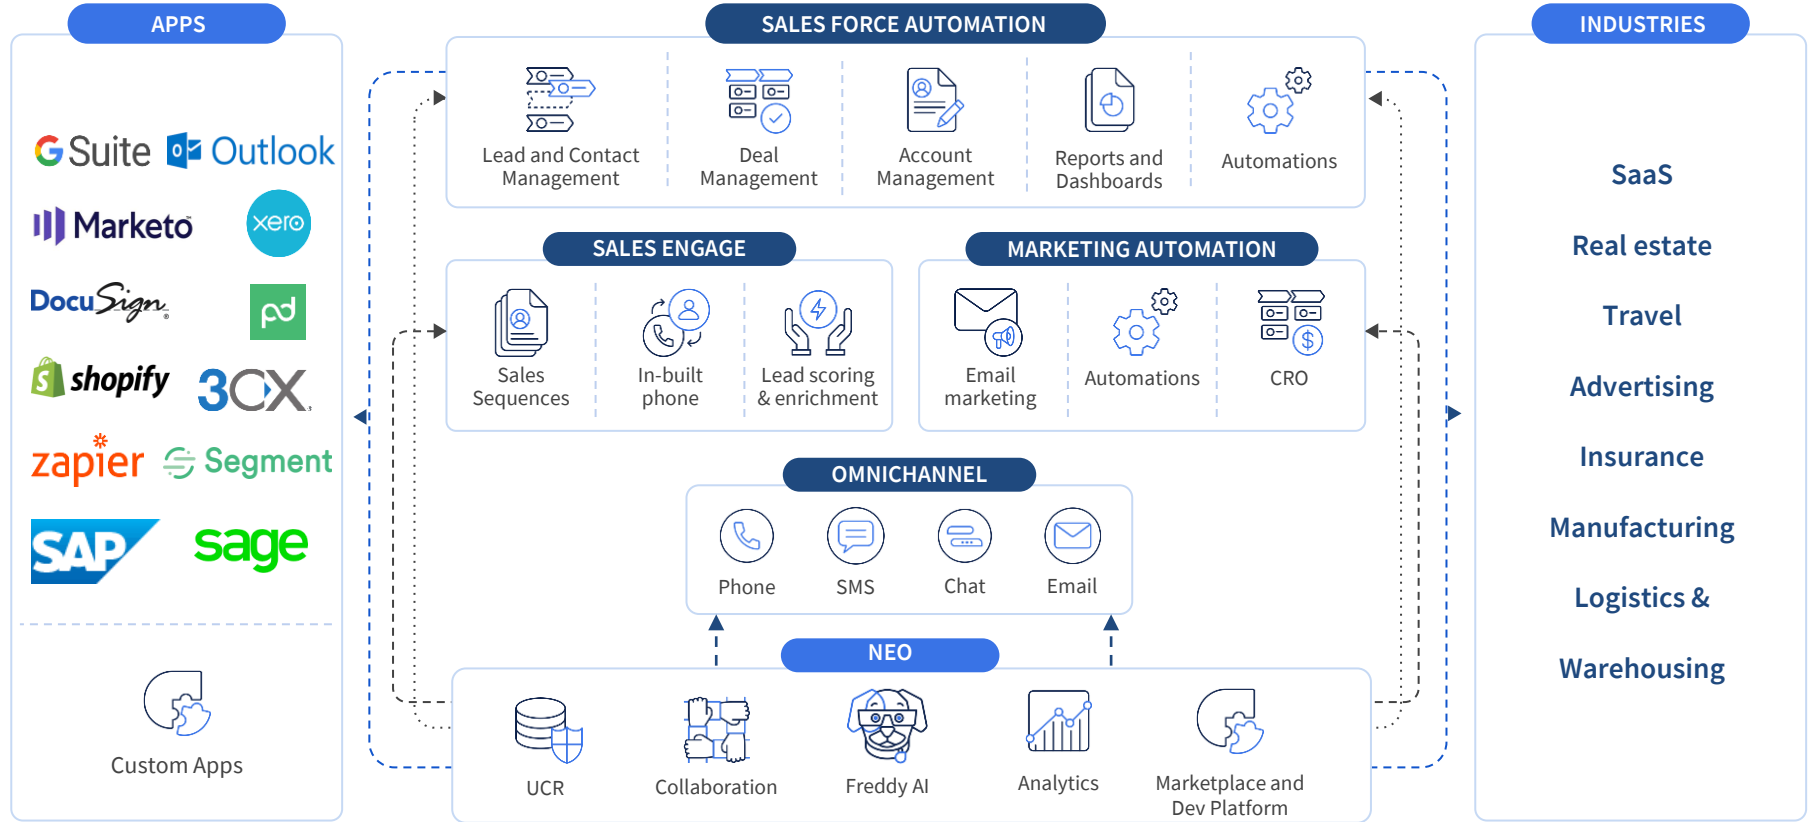 APPS
G Suite
Outlook
Marketo
xero
DocuSign
pd
shopify
3CX
zapier
Segment
SAP
sage
Custom Apps
SALES FORCE AUTOMATION
Lead and Contact
Management
Deal
Management
Account
Management
Reports and
Dashboards
Automations
SALES ENGAGE
Sales
Sequences
In-built
phone
Lead scoring
& enrichment
MARKETING AUTOMATION
Email
marketing
Automations
CRO
OMNICHANNEL
Phone
SMS
Chat
Email
NEO
UCR
Collaboration
Freddy AI
Analytics
Marketplace and
Dev Platform
INDUSTRIES
SaaS
Real estate
Travel
Advertising
Insurance
Manufacturing
Logistics &
Warehousing